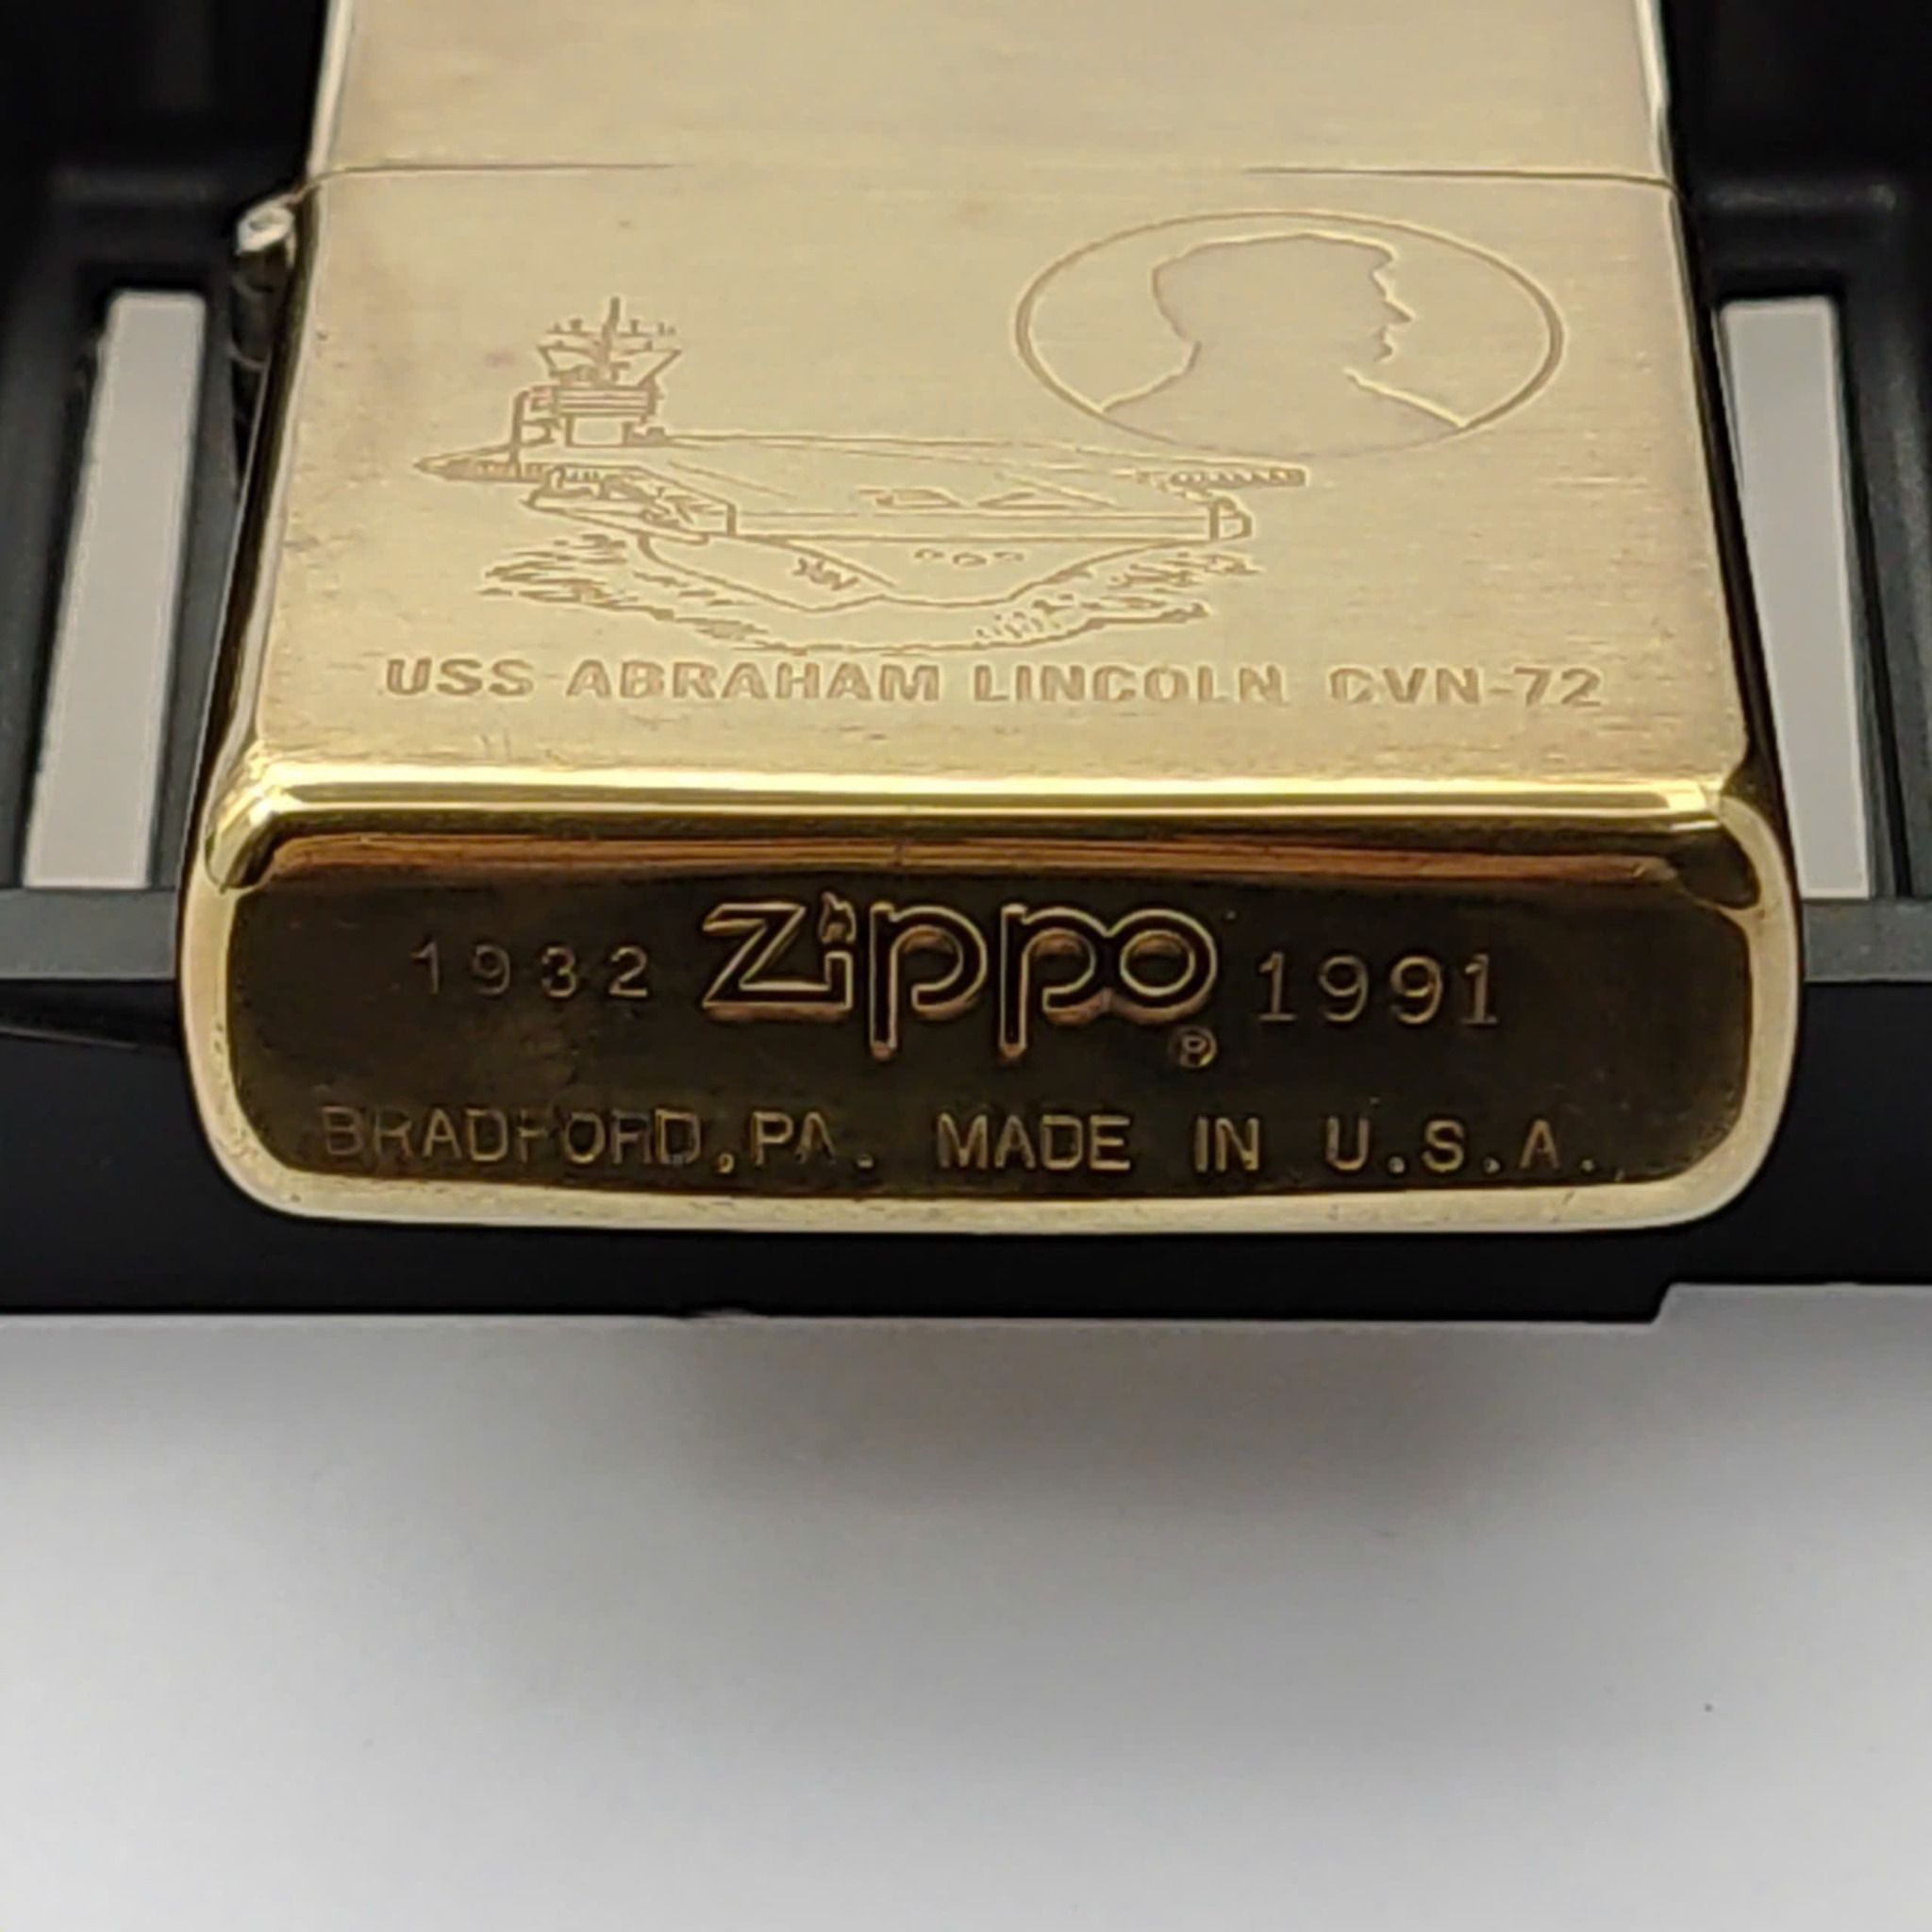 USS ABRAHAM LINCOLN CVN-72
1932 Zippo® 1991
BRADFORD, PA. MADE IN U.S.A.